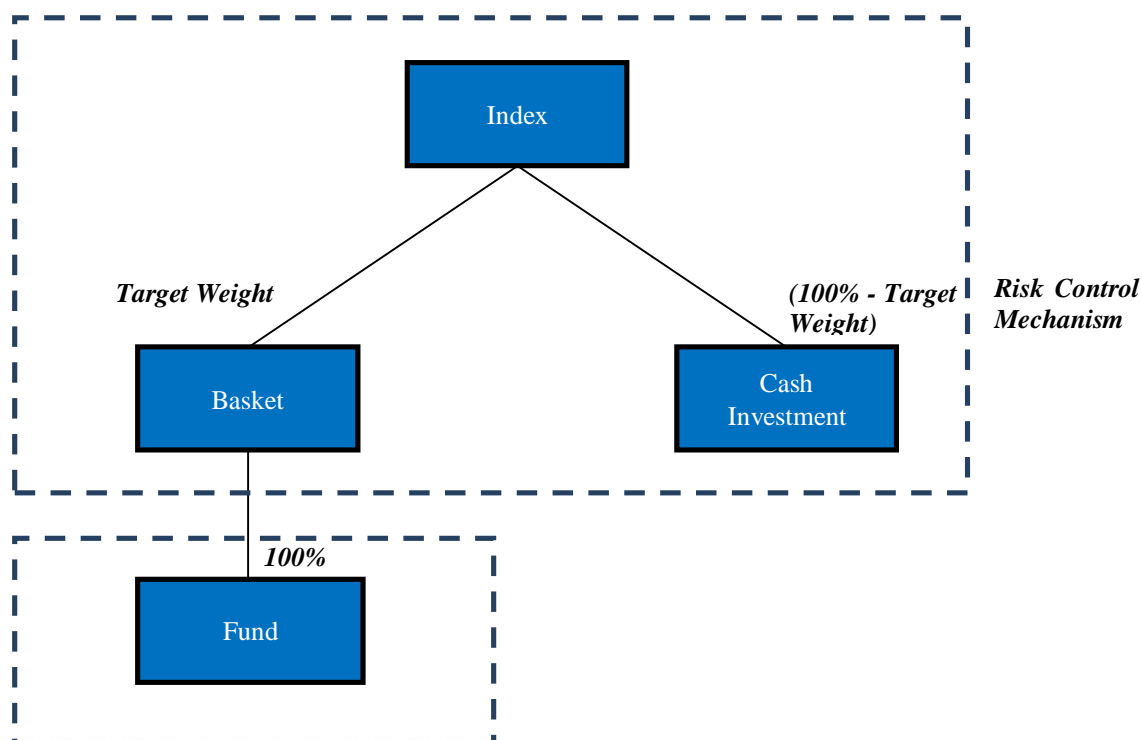 Index
Target Weight
(100% - Target
Weight)
Risk Control
Mechanism
Basket
Cash
Investment
100%
Fund